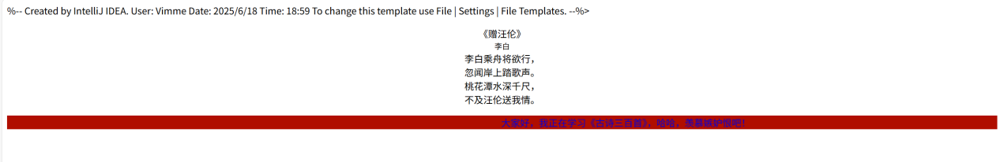 %-- Created by IntelliJ IDEA. User: Vimme Date: 2025/6/18 Time: 18:59 To change this template use File | Settings | File Templates. --%>
《赠汪伦》
李白
李白乘舟将欲行，
忽闻岸上踏歌声。
桃花潭水深千尺，
不及汪伦送我情。
大家好，我正在学习《古诗三百首》，哈哈，羡慕嫉妒恨吧！